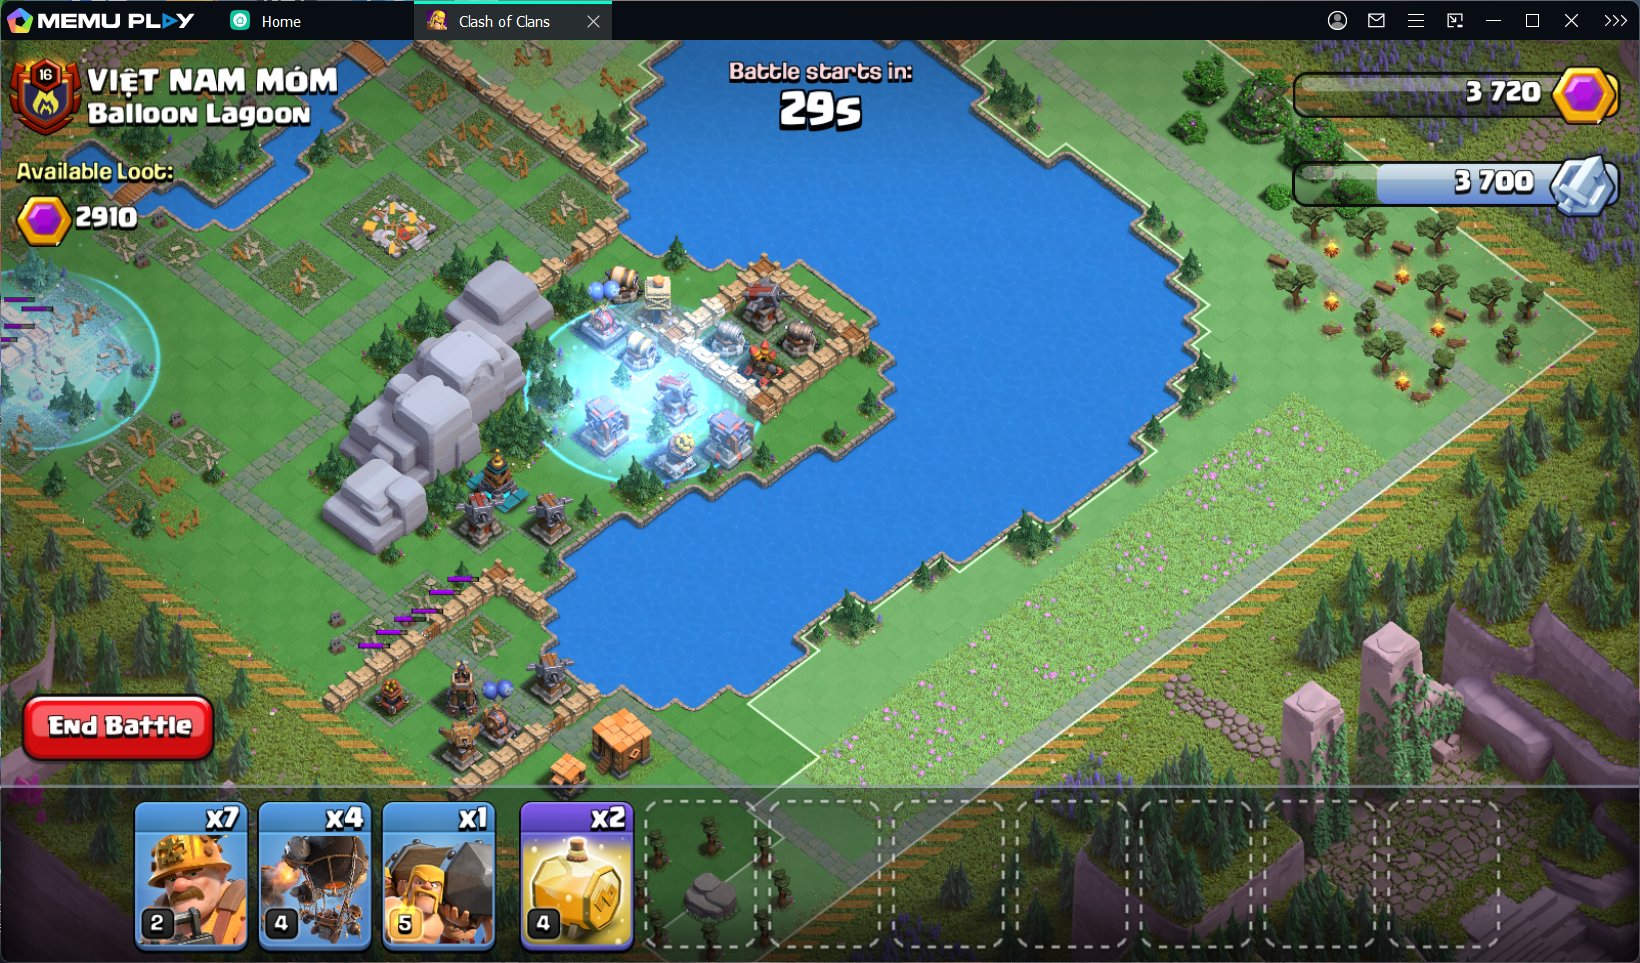 MEMU PLAY
Home
Clash of Clans
16
VIỆT NAM MÓM
Balloon Lagoon
Available Loot:
2910
Battle starts in:
29s
3 720
3 700
End Battle
x7
2
x4
4
x1
5
x2
4